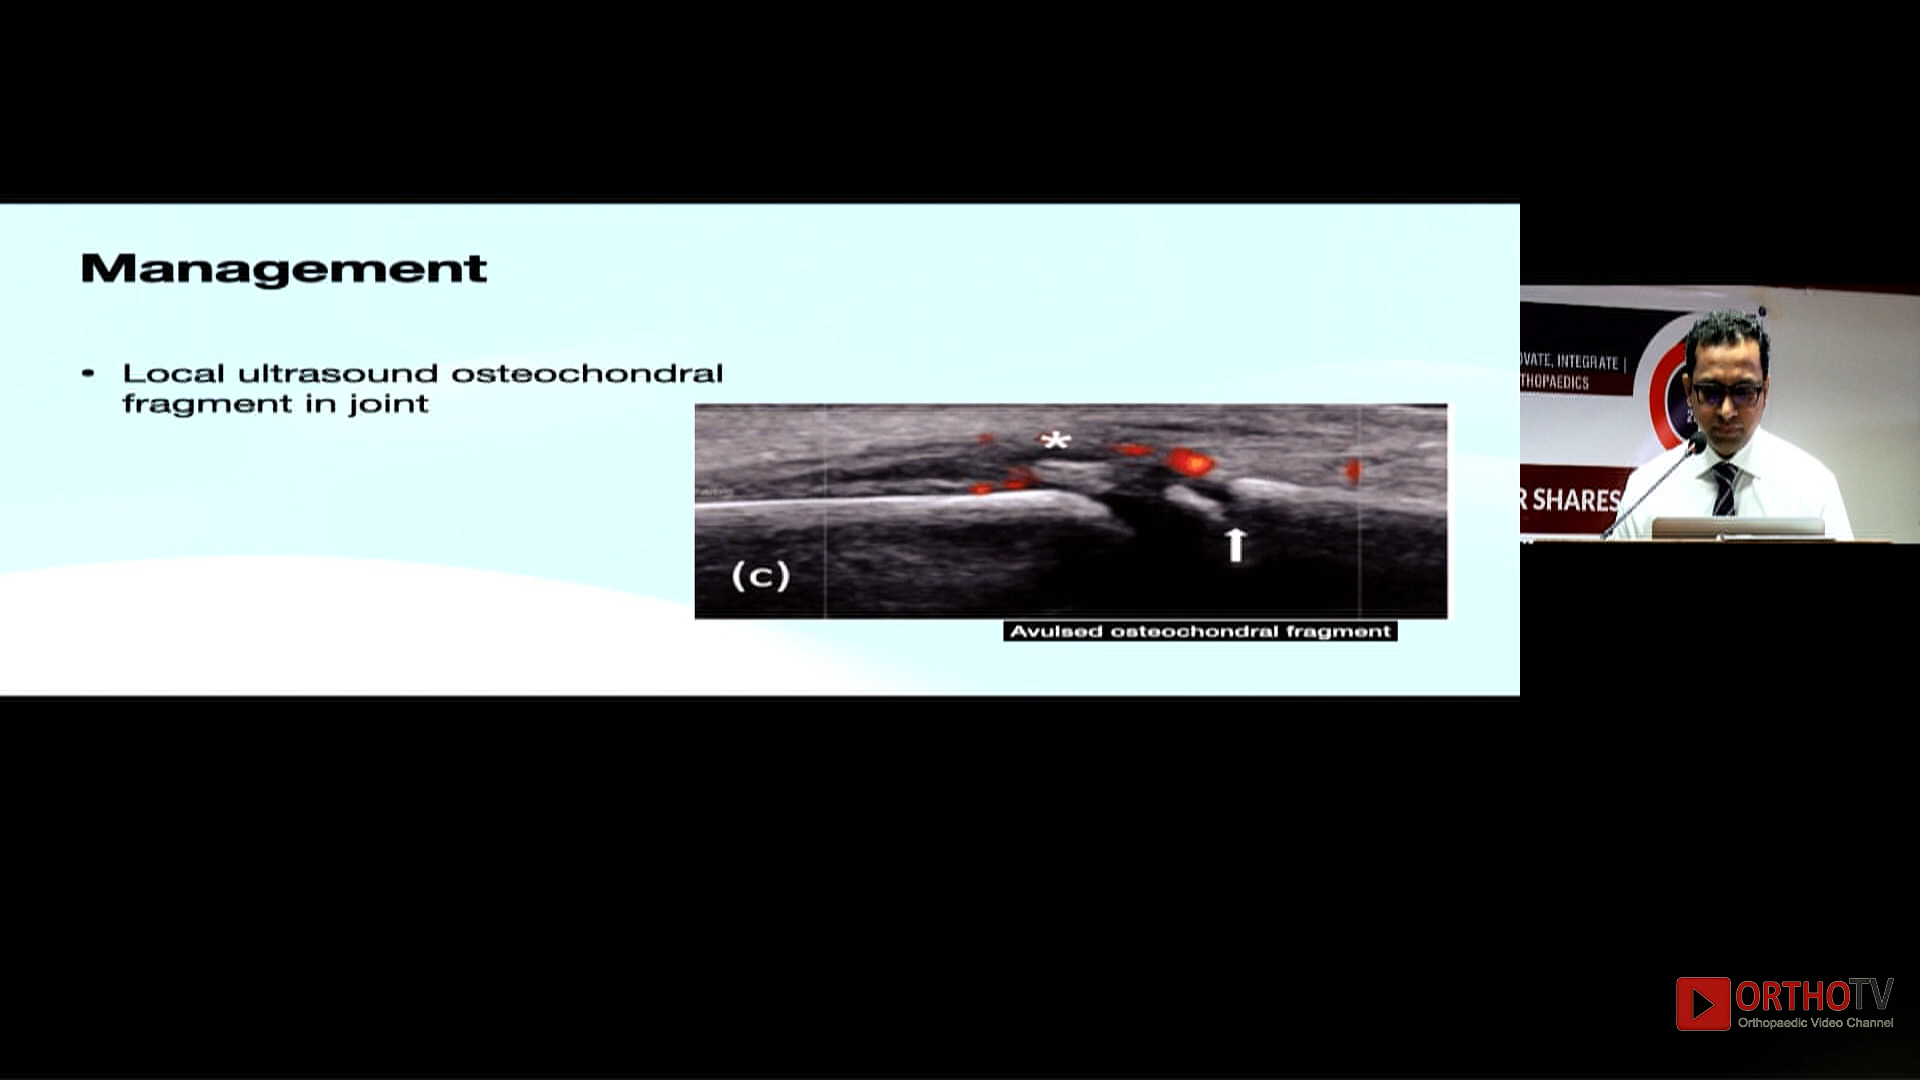 Management
• Local ultrasound osteochondral
fragment in joint
*
(c)
Avulsed osteochondral fragment
OVATE, INTEGRATE |
THOPAEDICS
R SHARES
ORTHOTV
Orthopaedic Video Channel